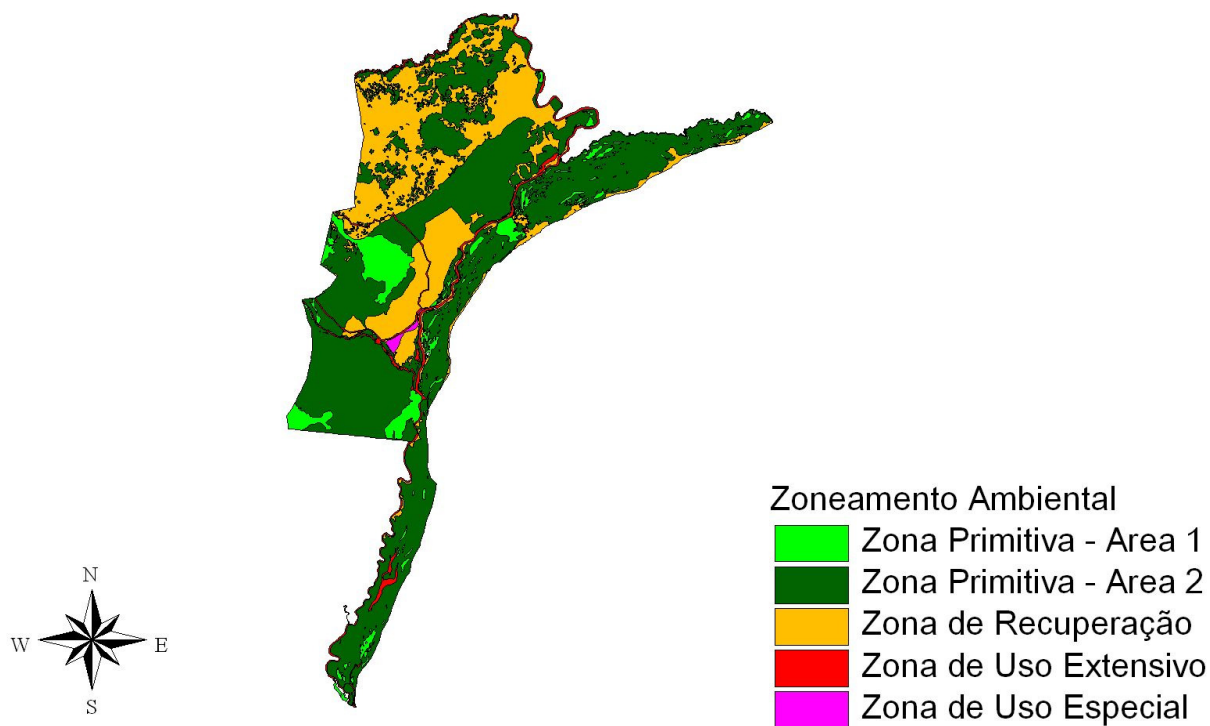 N
W E
S
Zoneamento Ambiental
Zona Primitiva - Area 1
Zona Primitiva - Area 2
Zona de Recuperação
Zona de Uso Extensivo
Zona de Uso Especial